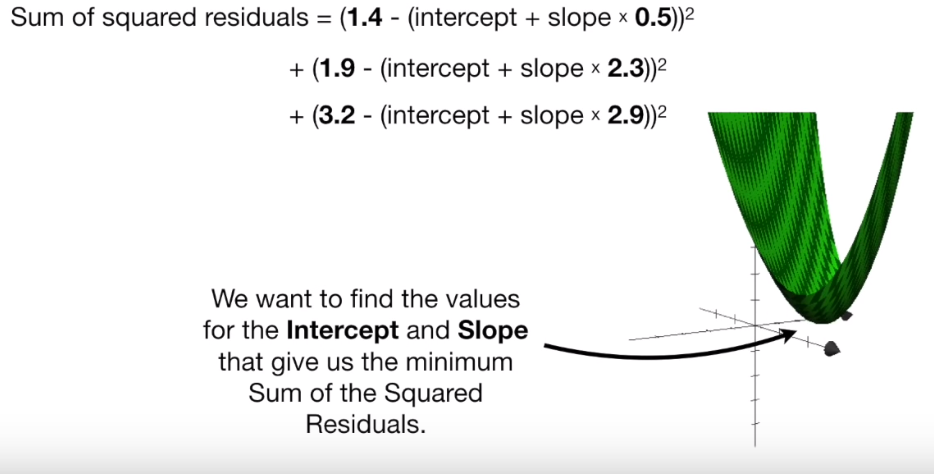 Sum of squared residuals = (1.4 - (intercept + slope × 0.5))²
+ (1.9 - (intercept + slope × 2.3))²
+ (3.2 - (intercept + slope × 2.9))²
We want to find the values
for the Intercept and Slope
that give us the minimum
Sum of the Squared
Residuals.